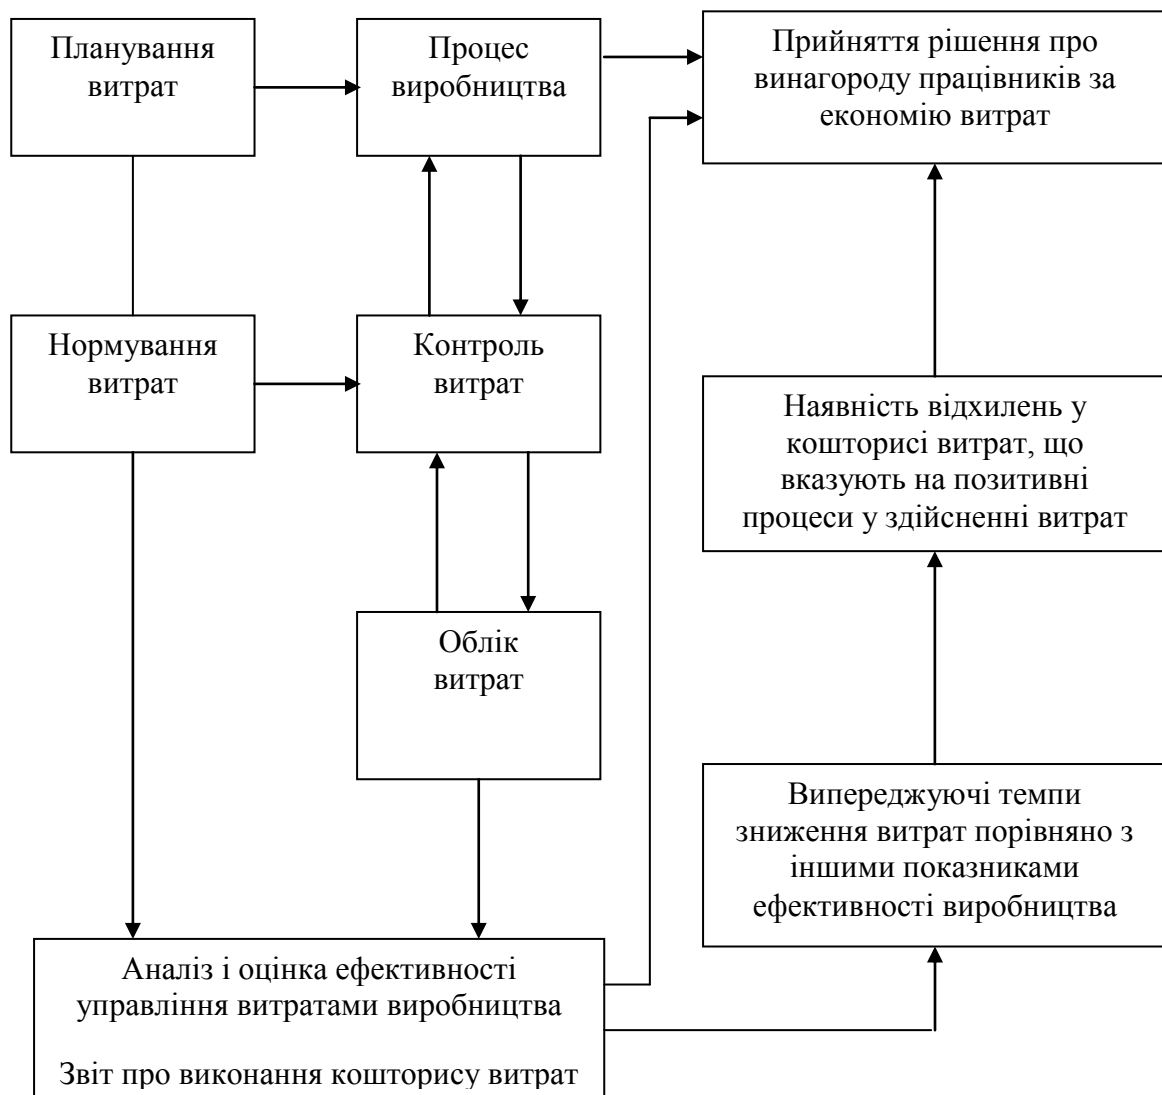 Планування
витрат
Процес
виробництва
Прийняття рішення про
винагороду працівників за
економію витрат
Нормування
витрат
Контроль
витрат
Наявність відхилень у
кошторисі витрат, що
вказують на позитивні
процеси у здійсненні витрат
Облік
витрат
Випереджуючі темпи
зниження витрат порівняно з
іншими показниками
ефективності виробництва
Аналіз і оцінка ефективності
управління витратами виробництва
Звіт про виконання кошторису витрат